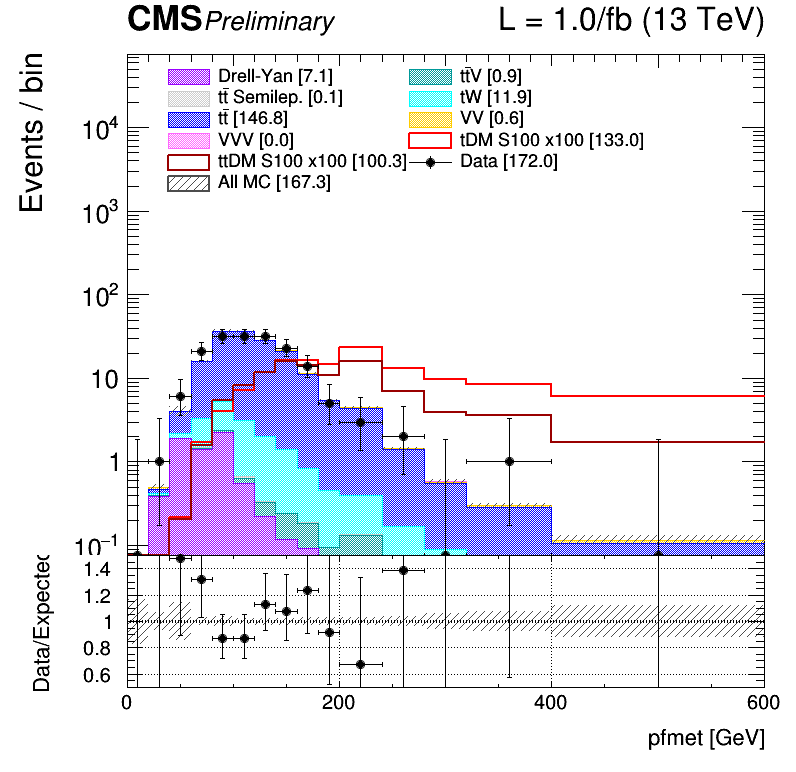 CMS Preliminary L = 1.0/fb (13 TeV)
Events / bin
Drell-Yan [7.1]
tt̄V [0.9]
tt̄ Semilep. [0.1]
tW [11.9]
tt̄ [146.8]
VV [0.6]
VVV [0.0]
tDM S100 x100 [133.0]
ttDM S100 x100 [100.3]
Data [172.0]
All MC [167.3]
10⁴
10³
10²
10
1
10⁻¹
Data/Expected
1.4
1.2
1
0.8
0.6
0 200 400 600
pfmet [GeV]